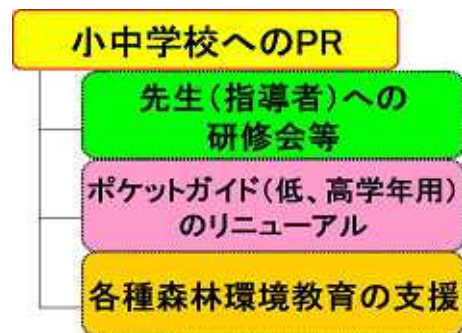 小中学校へのPR
先生（指導者）への
研修会等
ポケットガイド（低、高学年用）
のリニューアル
各種森林環境教育の支援